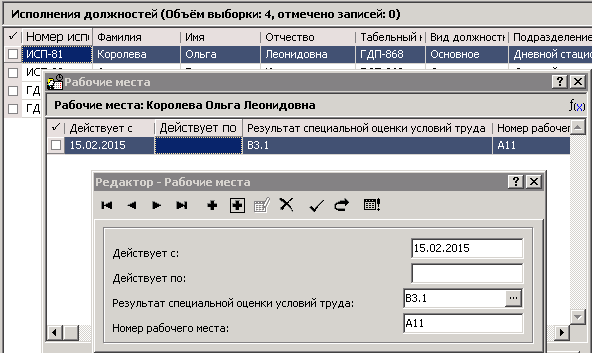 Исполнения должностей (Объём выборки: 4, отмечено записей: 0)
Номер испо Фамилия Имя Отчество Табельный н Вид должност Подразделение
ИСП-81 Королева Ольга Леонидовна ГДП-868 Основное Дневной стацио
ГД
ГД
Рабочие места
Рабочие места: Королева Ольга Леонидовна
f(x)
Действует с Действует по Результат специальной оценки условий труда Номер рабочег
15.02.2015 В3.1 А11
Редактор - Рабочие места
Действует с: 15.02.2015
Действует по:
Результат специальной оценки условий труда: В3.1 ...
Номер рабочего места: А11